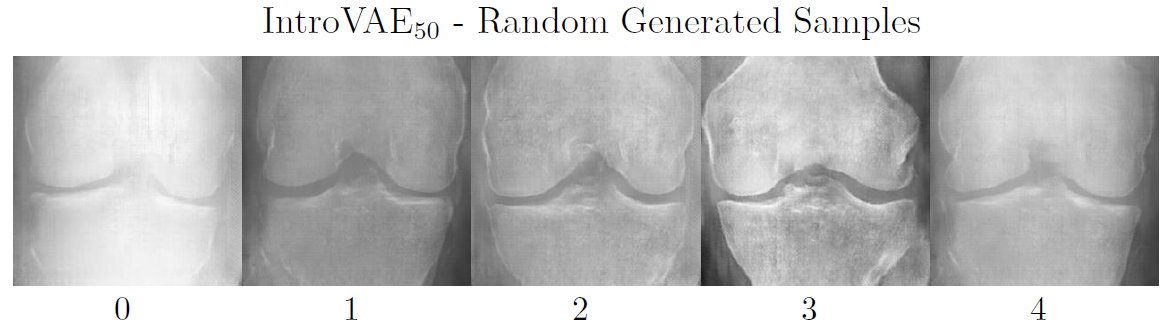 IntroVAE₅₀ - Random Generated Samples
0 1 2 3 4